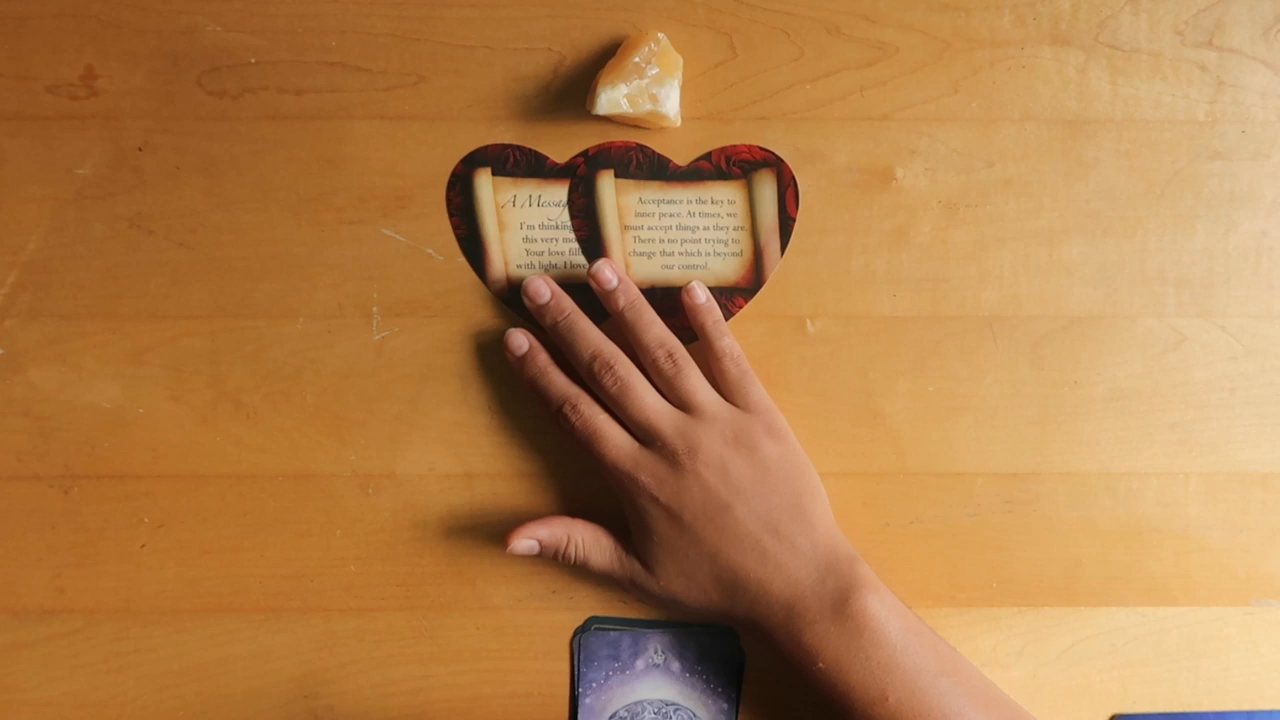 A Messag
I'm thinking
this very mo
Your love fill
with light. I love
Acceptance is the key to
inner peace. At times, we
must accept things as they are.
There is no point trying to
change that which is beyond
our control.